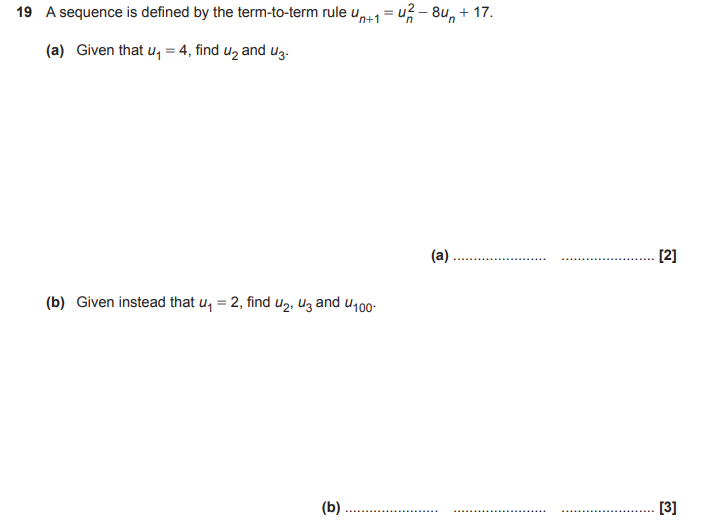 19 A sequence is defined by the term-to-term rule uₙ₊₁ = uₙ² – 8uₙ + 17.
(a) Given that u₁ = 4, find u₂ and u₃.
(a) ....................... ....................... [2]
(b) Given instead that u₁ = 2, find u₂, u₃ and u₁₀₀.
(b) ....................... ....................... ....................... [3]